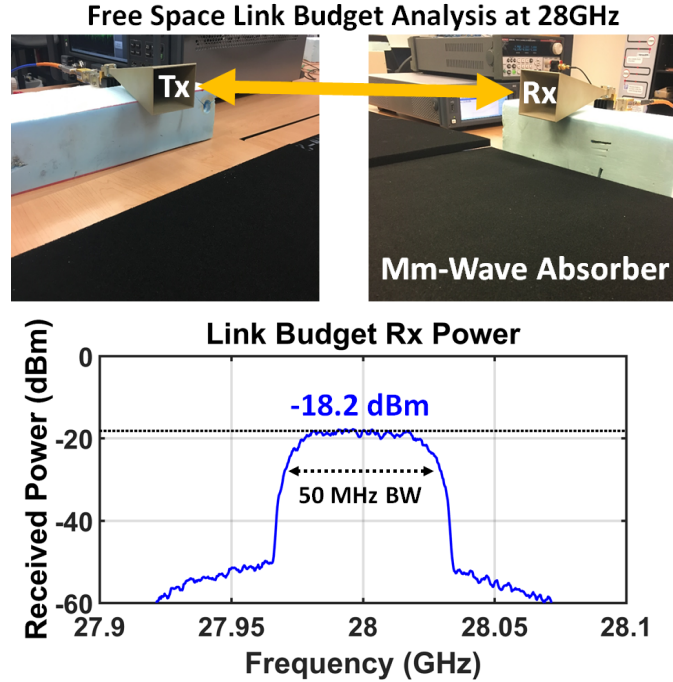 Free Space Link Budget Analysis at 28GHz
Tx
Rx
Mm-Wave Absorber
Link Budget Rx Power
Received Power (dBm)
0
-20
-40
-60
-18.2 dBm
50 MHz BW
27.9
27.95
28
28.05
28.1
Frequency (GHz)